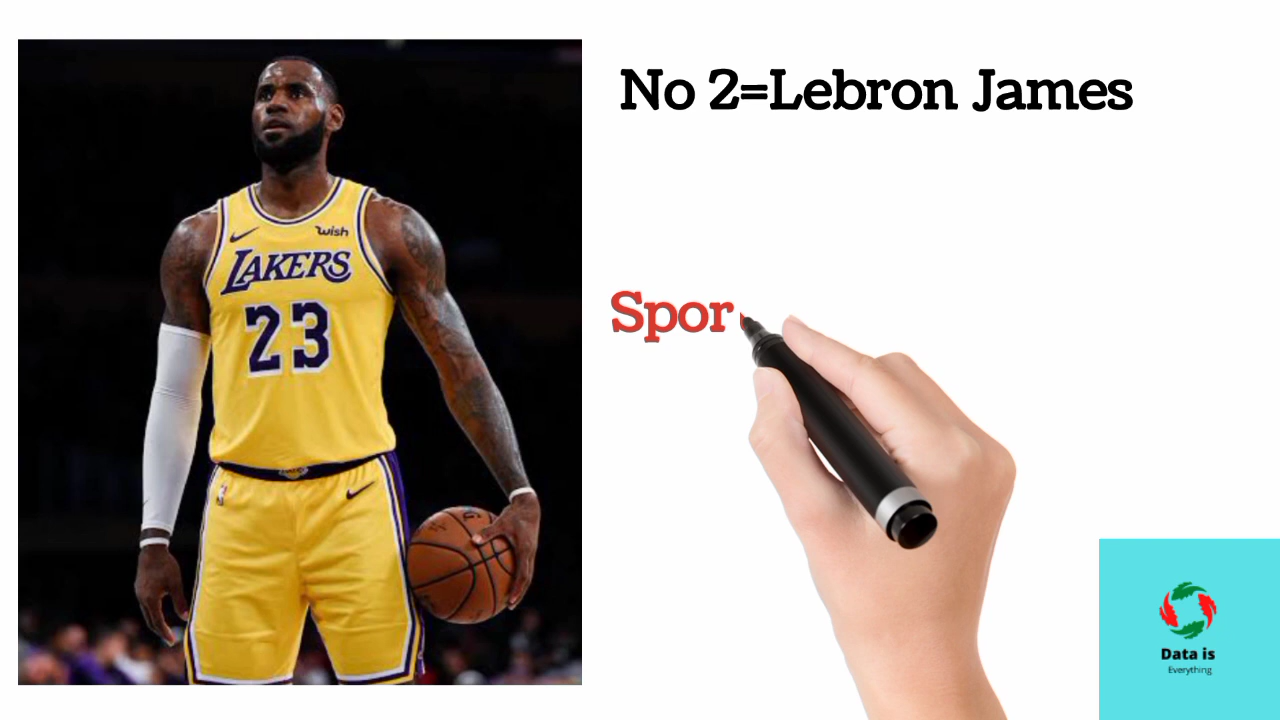 No 2=Lebron James
wish
LAKERS
23
Spor
Data is
Everything